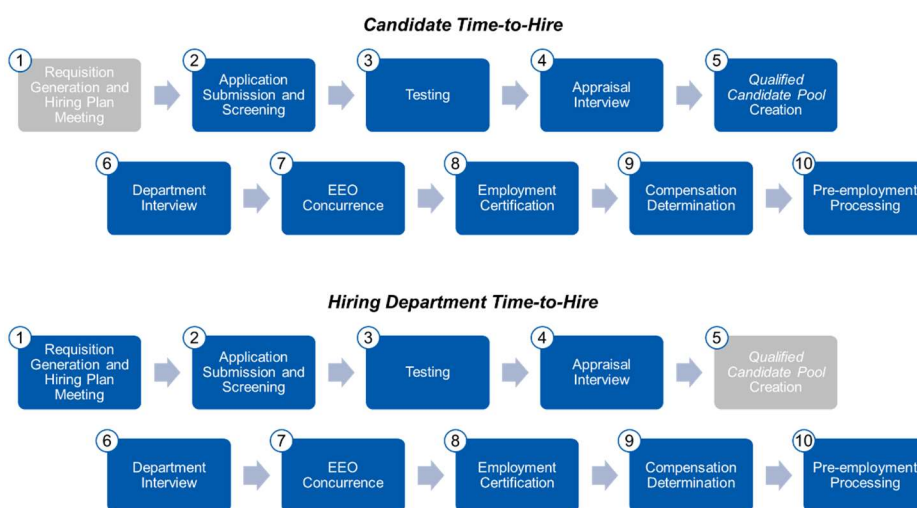 Candidate Time-to-Hire
1
Requisition
Generation and
Hiring Plan
Meeting
2
Application
Submission and
Screening
3
Testing
4
Appraisal
Interview
5
Qualified
Candidate Pool
Creation
6
Department
Interview
7
EEO
Concurrence
8
Employment
Certification
9
Compensation
Determination
10
Pre-employment
Processing
Hiring Department Time-to-Hire
1
Requisition
Generation and
Hiring Plan
Meeting
2
Application
Submission and
Screening
3
Testing
4
Appraisal
Interview
5
Qualified
Candidate Pool
Creation
6
Department
Interview
7
EEO
Concurrence
8
Employment
Certification
9
Compensation
Determination
10
Pre-employment
Processing